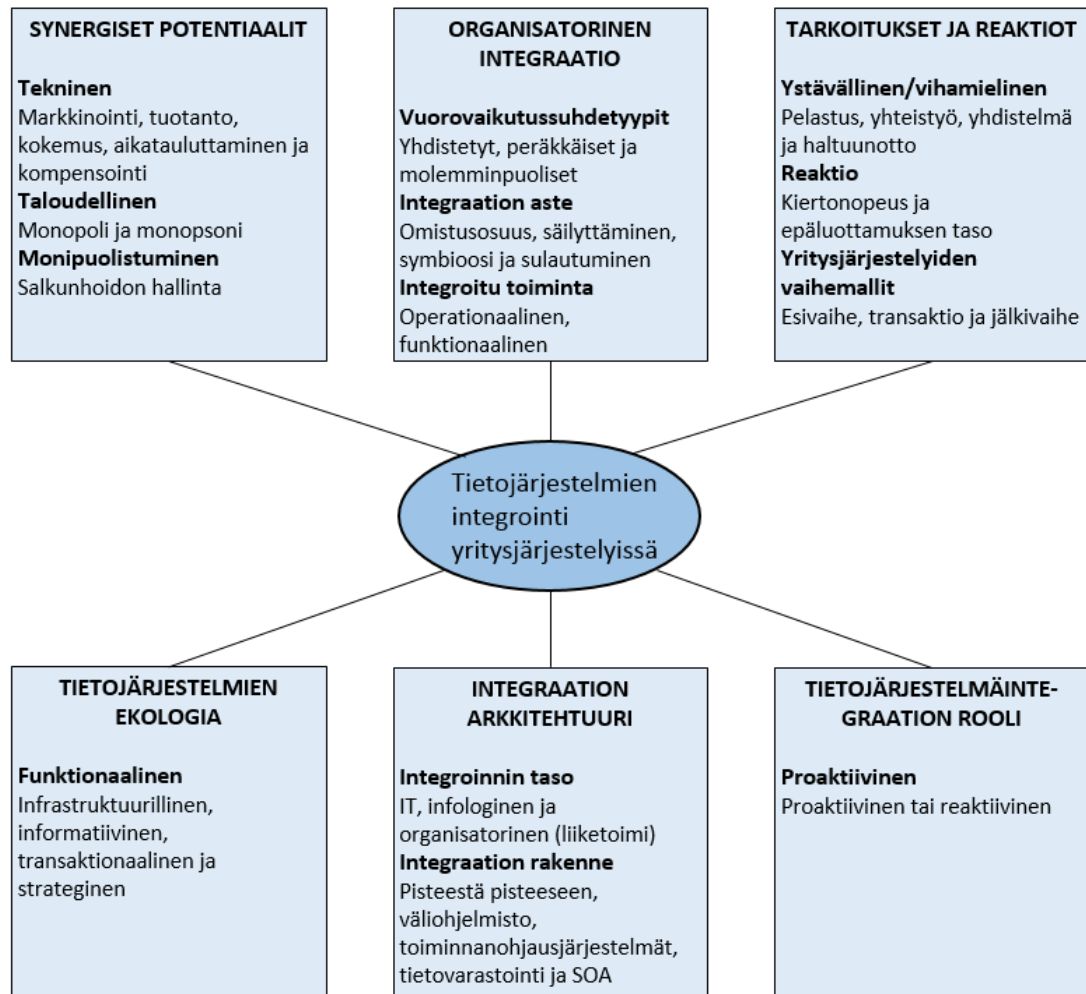 SYNERGISET POTENTIAALIT
Tekninen
Markkinointi, tuotanto,
kokemus, aikatauluttaminen ja
kompensointi
Taloudellinen
Monopoli ja monopsoni
Monipuolistuminen
Salkunhoidon hallinta
ORGANISATORINEN
INTEGRAATIO
Vuorovaikutussuhdetyypit
Yhdistetyt, peräkkäiset ja
molemminpuoliset
Integraation aste
Omistusosuus, säilyttäminen,
symbioosi ja sulautuminen
Integroitu toiminta
Operationaalinen,
funktionaalinen
TARKOITUKSET JA REAKTIOT
Ystävällinen/vihamielinen
Pelastus, yhteistyö, yhdistelmä
ja haltuunotto
Reaktio
Kiertonopeus ja
epäluottamuksen taso
Yritysjärjestelyiden
vaihemallit
Esivaihe, transaktio ja jälkivaihe
Tietojärjestelmien
integrointi
yritysjärjestelyissä
TIETOJÄRJESTELMIEN
EKOLOGIA
Funktionaalinen
Infrastruktuurillinen,
informatiivinen,
transaktionaalinen ja
strateginen
INTEGRAATION
ARKKITEHTUURI
Integroinnin taso
IT, infologinen ja
organisatorinen (liiketoimi)
Integraation rakenne
Pisteestä pisteeseen,
väliohjelmisto,
toiminnanohjausjärjestelmät,
tietovarastointi ja SOA
TIETOJÄRJESTELMÄINTE-
GRAATION ROOLI
Proaktiivinen
Proaktiivinen tai reaktiivinen